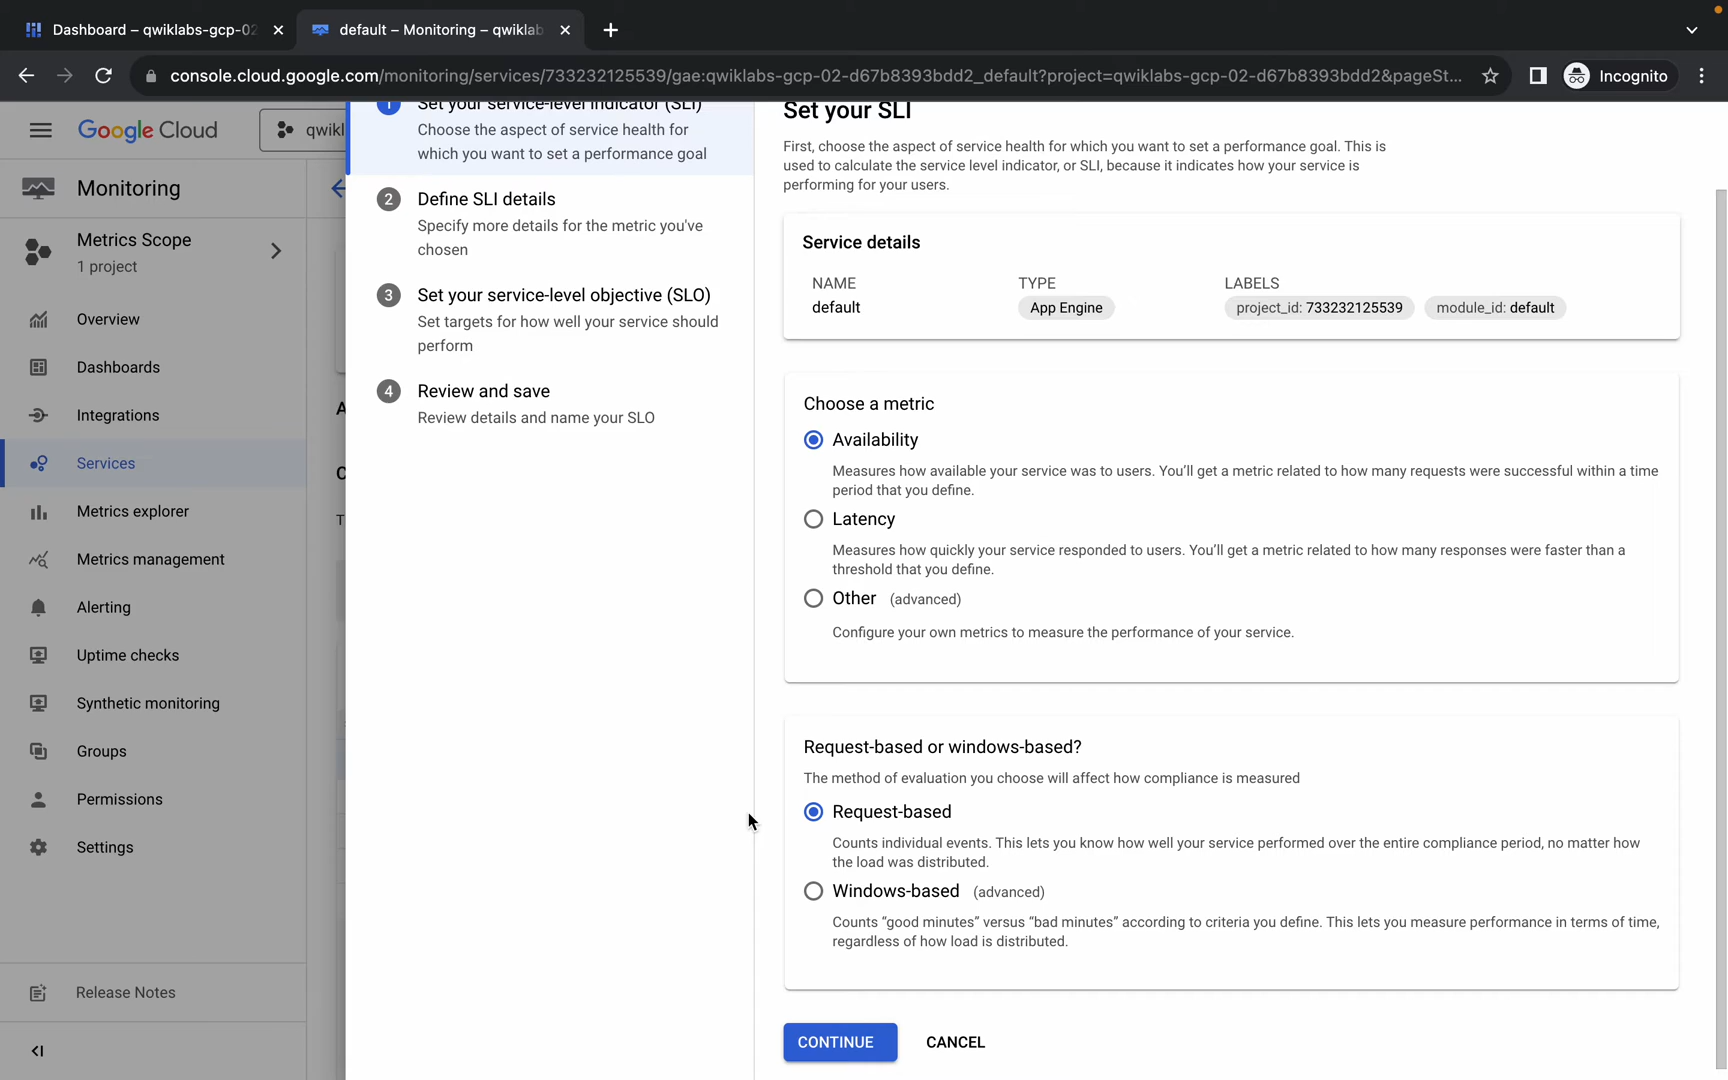 Dashboard – qwiklabs-gcp-02
default – Monitoring – qwiklab
console.cloud.google.com/monitoring/services/733232125539/gae:qwiklabs-gcp-02-d67b8393bdd2_default?project=qwiklabs-gcp-02-d67b8393bdd2&pageSt...
Incognito
Google Cloud
qwikl
Monitoring
Metrics Scope
1 project
Overview
Dashboards
Integrations
Services
Metrics explorer
Metrics management
Alerting
Uptime checks
Synthetic monitoring
Groups
Permissions
Settings
Release Notes
A
C
T
1 Set your service-level indicator (SLI)
Choose the aspect of service health for
which you want to set a performance goal
2 Define SLI details
Specify more details for the metric you've
chosen
3 Set your service-level objective (SLO)
Set targets for how well your service should
perform
4 Review and save
Review details and name your SLO
Set your SLI
First, choose the aspect of service health for which you want to set a performance goal. This is
used to calculate the service level indicator, or SLI, because it indicates how your service is
performing for your users.
Service details
NAME TYPE LABELS
default App Engine project_id: 733232125539 module_id: default
Choose a metric
Availability
Measures how available your service was to users. You’ll get a metric related to how many requests were successful within a time
period that you define.
Latency
Measures how quickly your service responded to users. You’ll get a metric related to how many responses were faster than a
threshold that you define.
Other (advanced)
Configure your own metrics to measure the performance of your service.
Request-based or windows-based?
The method of evaluation you choose will affect how compliance is measured
Request-based
Counts individual events. This lets you know how well your service performed over the entire compliance period, no matter how
the load was distributed.
Windows-based (advanced)
Counts “good minutes” versus “bad minutes” according to criteria you define. This lets you measure performance in terms of time,
regardless of how load is distributed.
CONTINUE CANCEL